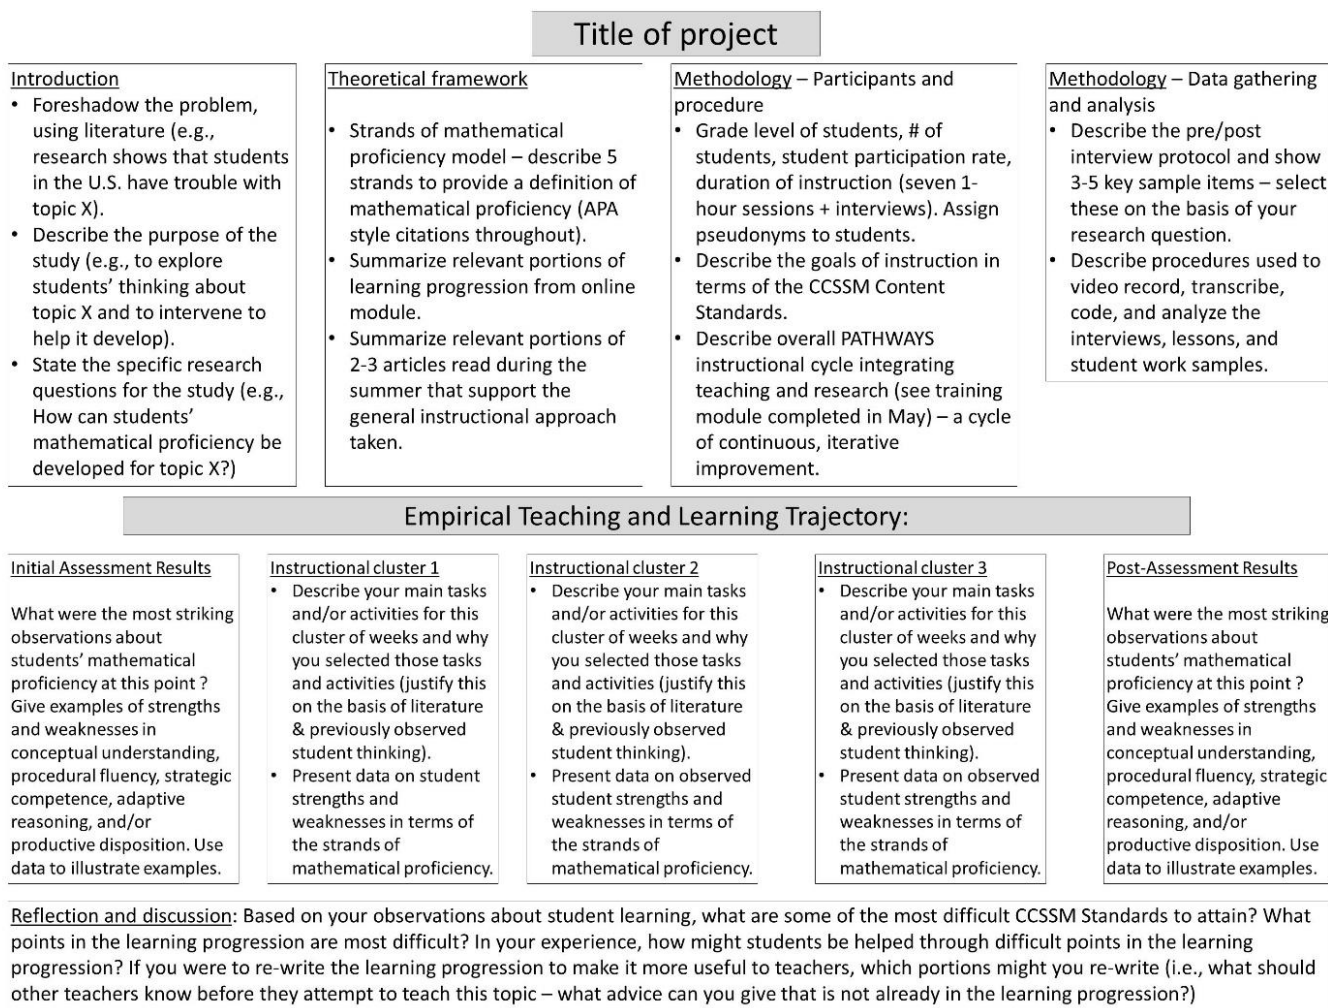 Title of project
Introduction
• Foreshadow the problem,
using literature (e.g.,
research shows that students
in the U.S. have trouble with
topic X).
• Describe the purpose of the
study (e.g., to explore
students’ thinking about
topic X and to intervene to
help it develop).
• State the specific research
questions for the study (e.g.,
How can students’
mathematical proficiency be
developed for topic X?)
Theoretical framework
• Strands of mathematical
proficiency model – describe 5
strands to provide a definition of
mathematical proficiency (APA
style citations throughout).
• Summarize relevant portions of
learning progression from online
module.
• Summarize relevant portions of
2-3 articles read during the
summer that support the
general instructional approach
taken.
Methodology – Participants and
procedure
• Grade level of students, # of
students, student participation rate,
duration of instruction (seven 1-
hour sessions + interviews). Assign
pseudonyms to students.
• Describe the goals of instruction in
terms of the CCSSM Content
Standards.
• Describe overall PATHWAYS
instructional cycle integrating
teaching and research (see training
module completed in May) – a cycle
of continuous, iterative
improvement.
Methodology – Data gathering
and analysis
• Describe the pre/post
interview protocol and show
3-5 key sample items – select
these on the basis of your
research question.
• Describe procedures used to
video record, transcribe,
code, and analyze the
interviews, lessons, and
student work samples.
Empirical Teaching and Learning Trajectory:
Initial Assessment Results
What were the most striking
observations about
students’ mathematical
proficiency at this point ?
Give examples of strengths
and weaknesses in
conceptual understanding,
procedural fluency, strategic
competence, adaptive
reasoning, and/or
productive disposition. Use
data to illustrate examples.
Instructional cluster 1
• Describe your main tasks
and/or activities for this
cluster of weeks and why
you selected those tasks
and activities (justify this
on the basis of literature
& previously observed
student thinking).
• Present data on student
strengths and
weaknesses in terms of
the strands of
mathematical proficiency.
Instructional cluster 2
• Describe your main tasks
and/or activities for this
cluster of weeks and why
you selected those tasks
and activities (justify this
on the basis of literature
& previously observed
student thinking).
• Present data on observed
student strengths and
weaknesses in terms of
the strands of
mathematical proficiency.
Instructional cluster 3
• Describe your main tasks
and/or activities for this
cluster of weeks and why
you selected those tasks
and activities (justify this
on the basis of literature
& previously observed
student thinking).
• Present data on observed
student strengths and
weaknesses in terms of
the strands of
mathematical proficiency.
Post-Assessment Results
What were the most striking
observations about
students’ mathematical
proficiency at this point ?
Give examples of strengths
and weaknesses in
conceptual understanding,
procedural fluency, strategic
competence, adaptive
reasoning, and/or
productive disposition. Use
data to illustrate examples.
Reflection and discussion: Based on your observations about student learning, what are some of the most difficult CCSSM Standards to attain? What
points in the learning progression are most difficult? In your experience, how might students be helped through difficult points in the learning
progression? If you were to re-write the learning progression to make it more useful to teachers, which portions might you re-write (i.e., what should
other teachers know before they attempt to teach this topic – what advice can you give that is not already in the learning progression?)